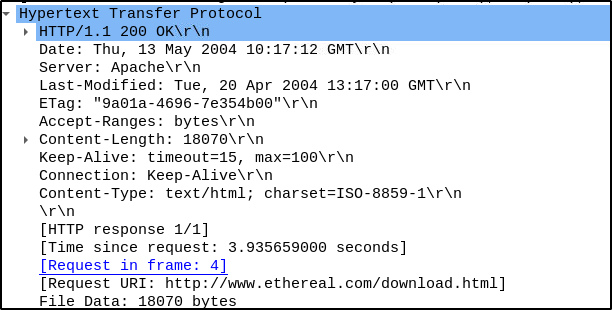 Hypertext Transfer Protocol
HTTP/1.1 200 OK\r\n
Date: Thu, 13 May 2004 10:17:12 GMT\r\n
Server: Apache\r\n
Last-Modified: Tue, 20 Apr 2004 13:17:00 GMT\r\n
ETag: "9a01a-4696-7e354b00"\r\n
Accept-Ranges: bytes\r\n
Content-Length: 18070\r\n
Keep-Alive: timeout=15, max=100\r\n
Connection: Keep-Alive\r\n
Content-Type: text/html; charset=ISO-8859-1\r\n
\r\n
[HTTP response 1/1]
[Time since request: 3.935659000 seconds]
[Request in frame: 4]
[Request URI: http://www.ethereal.com/download.html]
File Data: 18070 bytes